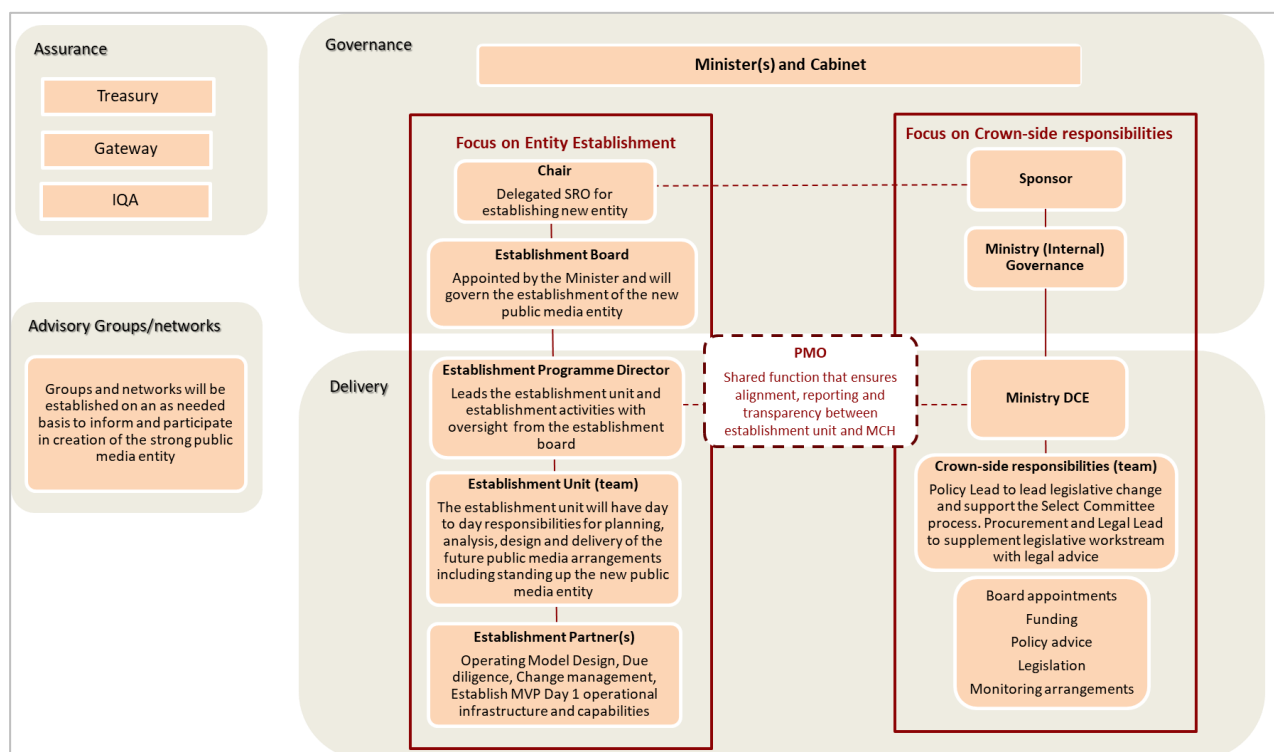 Assurance
Treasury
Gateway
IQA
Advisory Groups/networks
Groups and networks will be
established on an as needed
basis to inform and participate
in creation of the strong public
media entity
Governance
Minister(s) and Cabinet
Focus on Entity Establishment
Chair
Delegated SRO for
establishing new entity
Establishment Board
Appointed by the Minister and will
govern the establishment of the new
public media entity
Focus on Crown-side responsibilities
Sponsor
Ministry (Internal)
Governance
Delivery
Establishment Programme Director
Leads the establishment unit and
establishment activities with
oversight from the establishment
board
Establishment Unit (team)
The establishment unit will have day
to day responsibilities for planning,
analysis, design and delivery of the
future public media arrangements
including standing up the new public
media entity
Establishment Partner(s)
Operating Model Design, Due
diligence, Change management,
Establish MVP Day 1 operational
infrastructure and capabilities
PMO
Shared function that ensures
alignment, reporting and
transparency between
establishment unit and MCH
Ministry DCE
Crown-side responsibilities (team)
Policy Lead to lead legislative change
and support the Select Committee
process. Procurement and Legal Lead
to supplement legislative workstream
with legal advice
Board appointments
Funding
Policy advice
Legislation
Monitoring arrangements